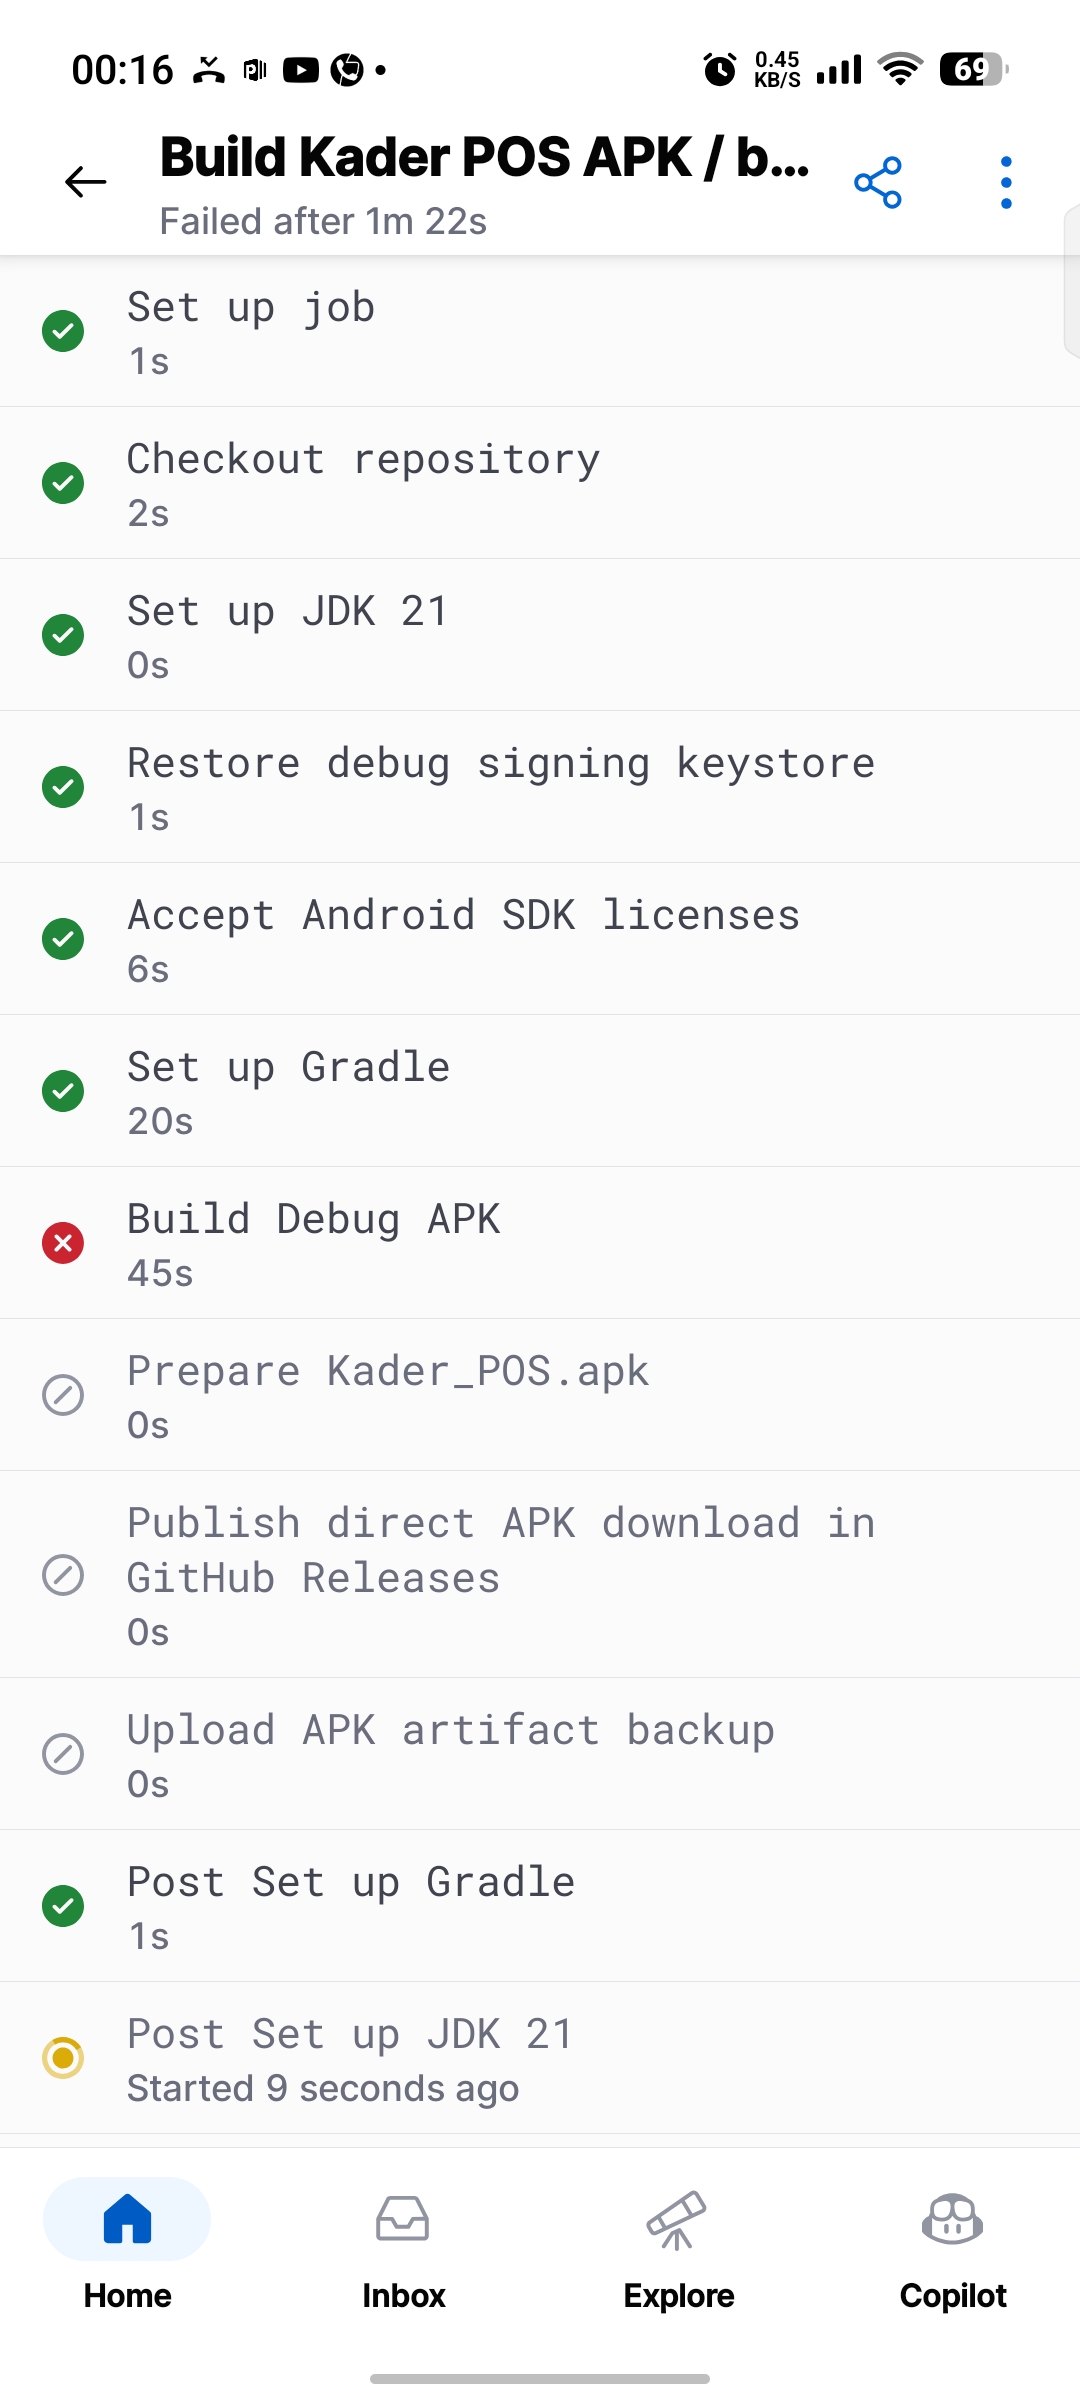 00:16
0.45
KB/S
69
Build Kader POS APK / b...
Failed after 1m 22s
Set up job
1s
Checkout repository
2s
Set up JDK 21
0s
Restore debug signing keystore
1s
Accept Android SDK licenses
6s
Set up Gradle
20s
Build Debug APK
45s
Prepare Kader_POS.apk
0s
Publish direct APK download in
GitHub Releases
0s
Upload APK artifact backup
0s
Post Set up Gradle
1s
Post Set up JDK 21
Started 9 seconds ago
Home
Inbox
Explore
Copilot